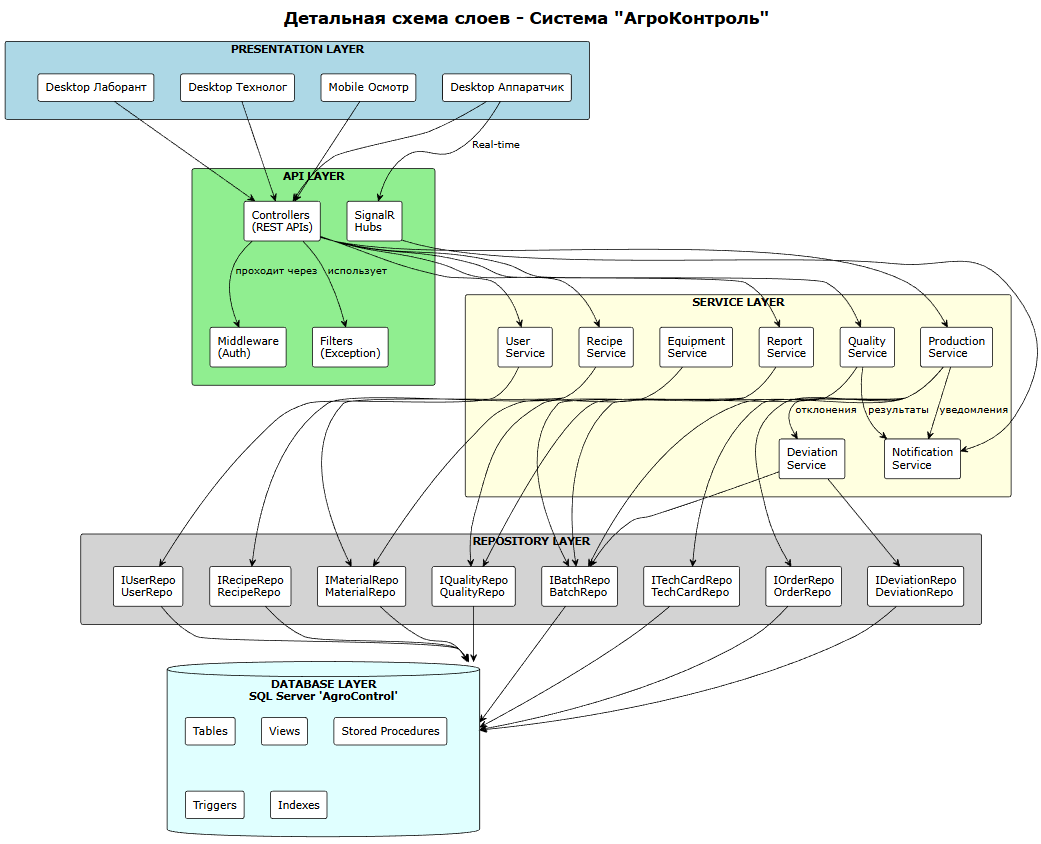 Детальная схема слоев - Система "АгроКонтроль"
PRESENTATION LAYER
Desktop Лаборант
Desktop Технолог
Mobile Осмотр
Desktop Аппаратчик
Real-time
API LAYER
Controllers
(REST APIs)
SignalR
Hubs
проходит через
использует
Middleware
(Auth)
Filters
(Exception)
SERVICE LAYER
User
Service
Recipe
Service
Equipment
Service
Report
Service
Quality
Service
Production
Service
отклонения
результаты
уведомления
Deviation
Service
Notification
Service
REPOSITORY LAYER
IUserRepo
UserRepo
IRecipeRepo
RecipeRepo
IMaterialRepo
MaterialRepo
IQualityRepo
QualityRepo
IBatchRepo
BatchRepo
ITechCardRepo
TechCardRepo
IOrderRepo
OrderRepo
IDeviationRepo
DeviationRepo
DATABASE LAYER
SQL Server 'AgroControl'
Tables
Views
Stored Procedures
Triggers
Indexes